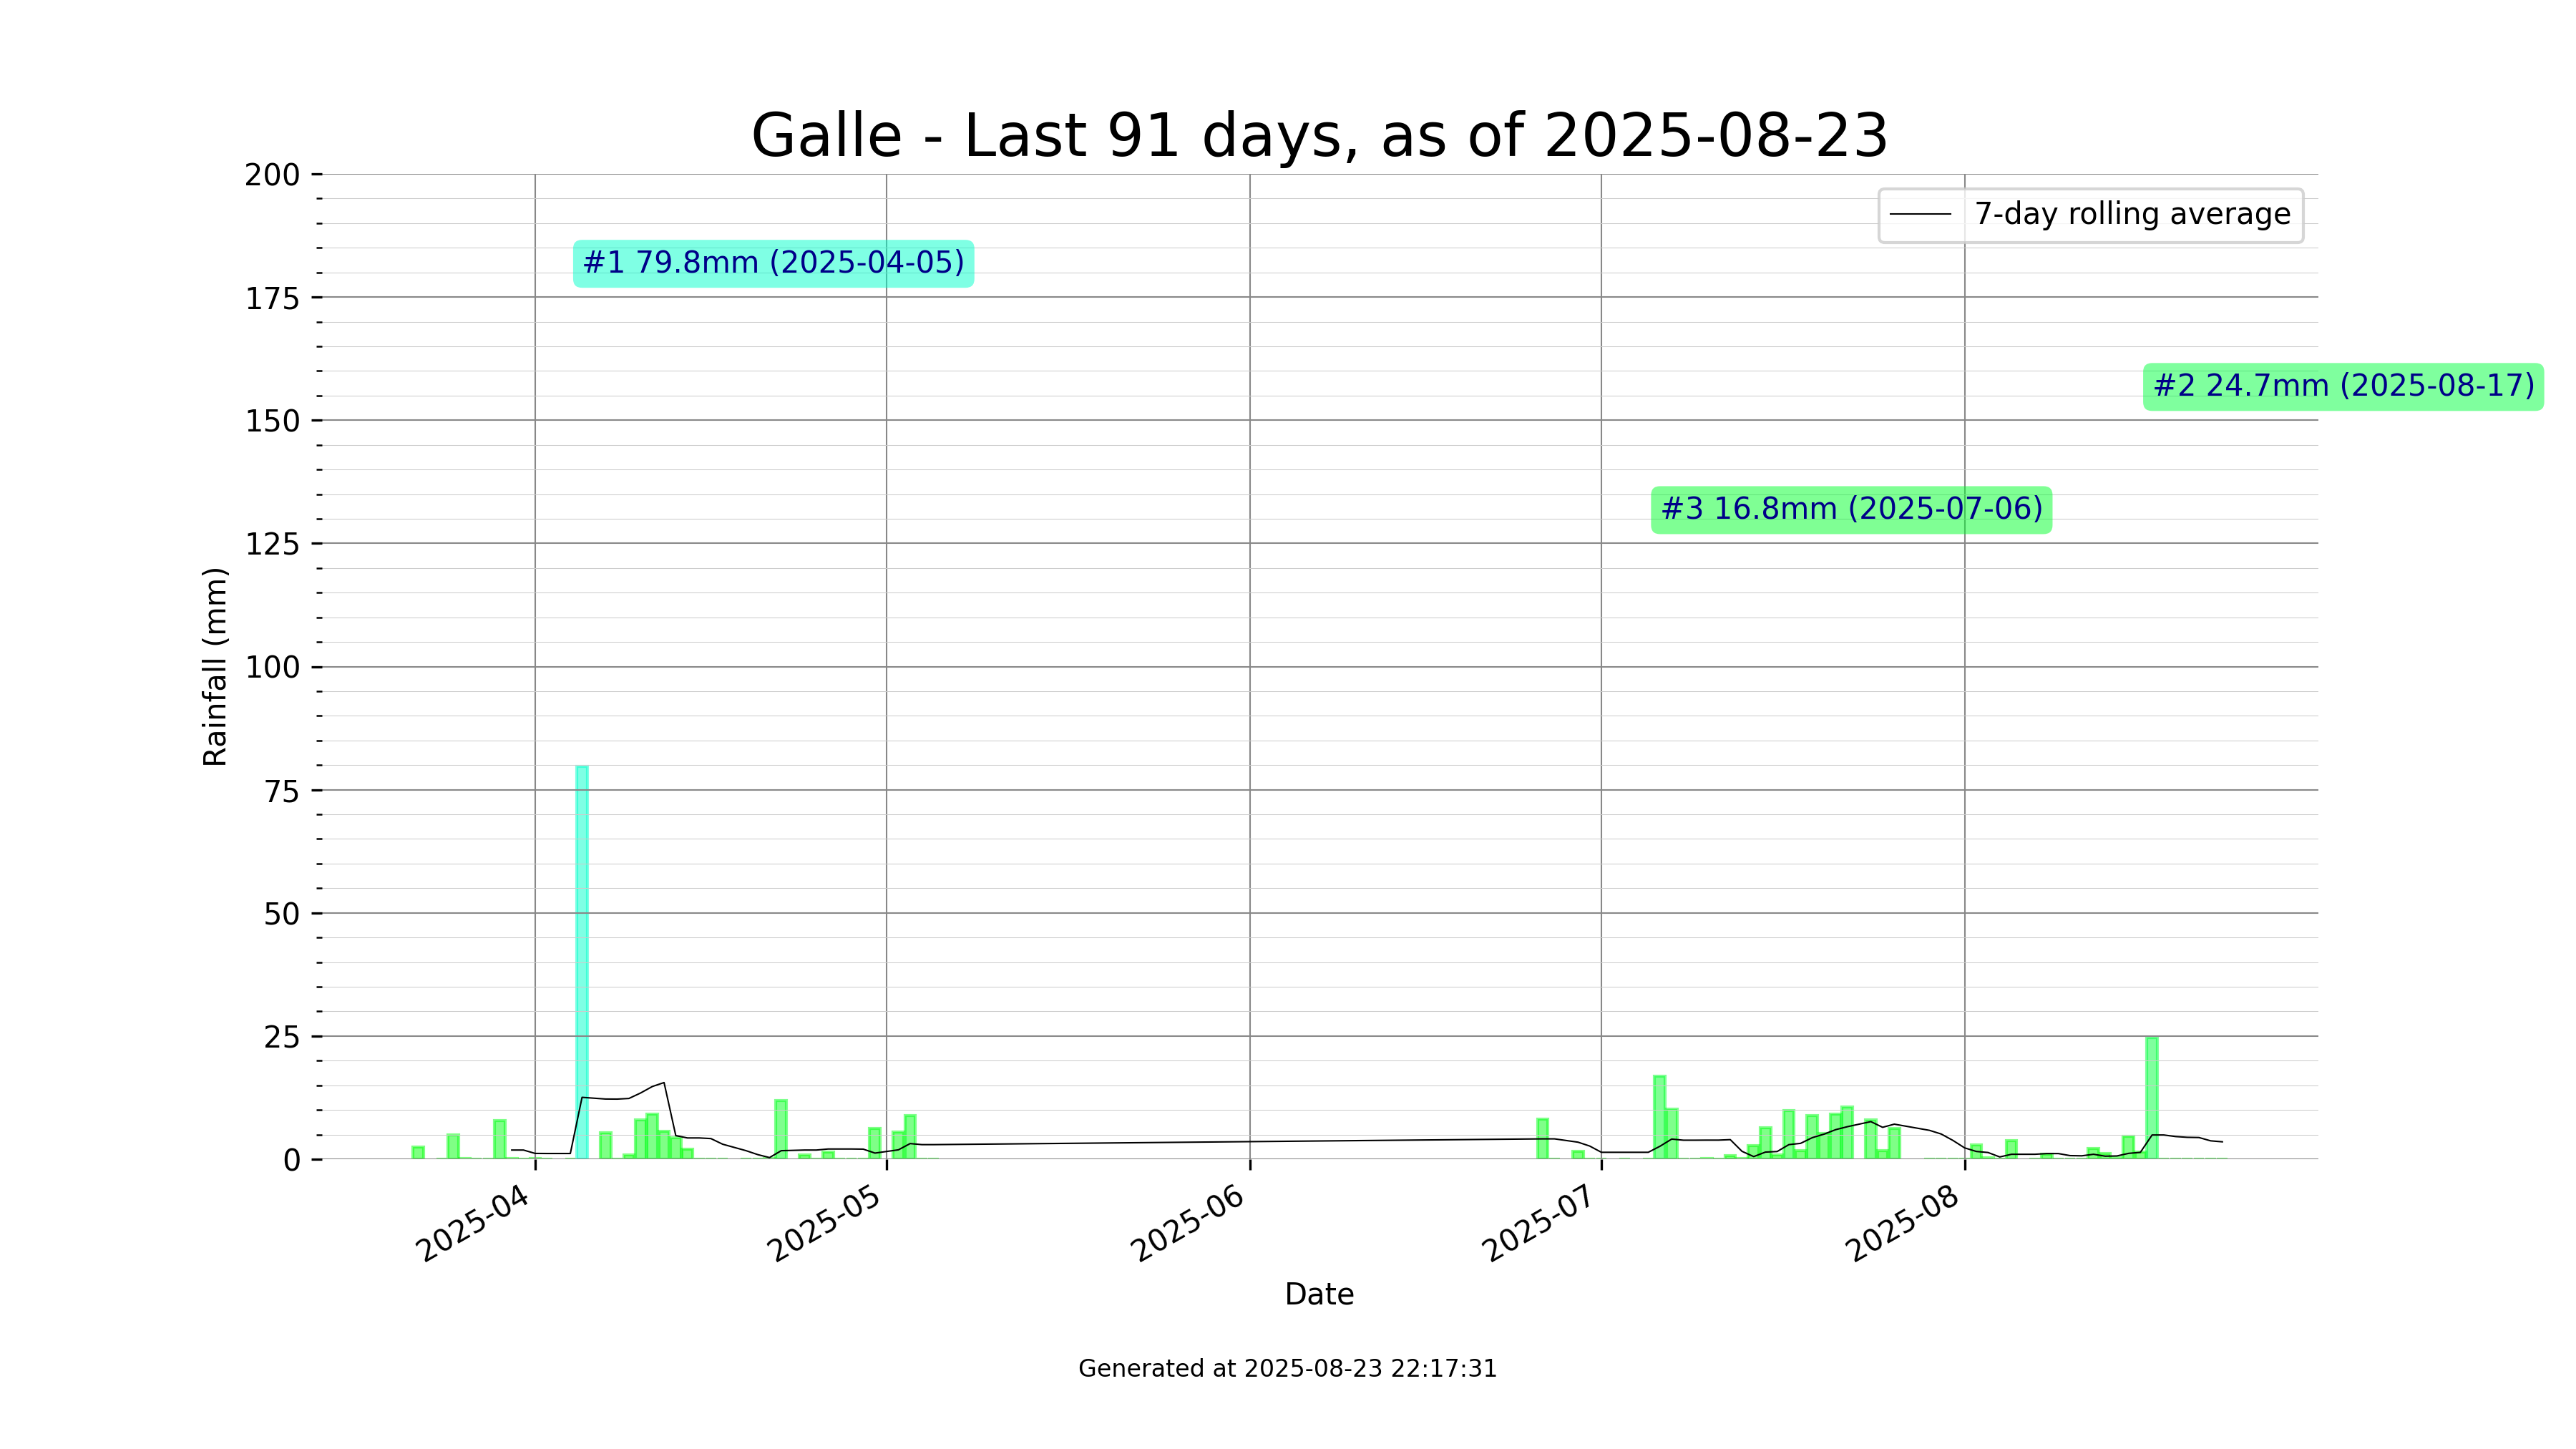 Galle - Last 91 days, as of 2025-08-23
7-day rolling average
#1 79.8mm (2025-04-05)
#2 24.7mm (2025-08-17)
#3 16.8mm (2025-07-06)
Rainfall (mm)
200
175
150
125
100
75
50
25
0
2025-04
2025-05
2025-06
2025-07
2025-08
Date
Generated at 2025-08-23 22:17:31